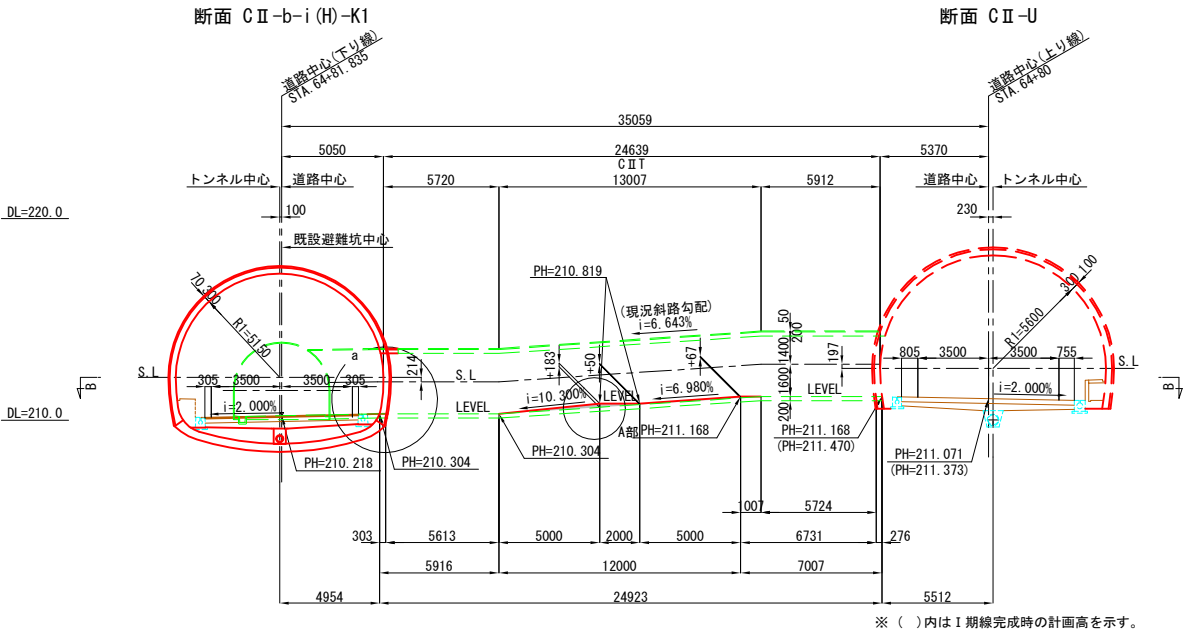 断面 CⅡ-b-i(H)-K1
断面 CⅡ-U
道路中心(下り線)
STA. 64+81.835
道路中心(上り線)
STA. 64+80
35059
5050
24639
5370
CⅡT
トンネル中心
道路中心
5720
13007
5912
道路中心
トンネル中心
DL=220.0
100
230
既設避難坑中心
PH=210.819
(現況斜路勾配)
i=6.643%
50
200
70
300
R1=5150
300
100
R1=5600
a
214
+183
+50
+67
1400
197
805
3500
3500
755
S.L
S.L
S.L
B
B
305
3500
3500
305
1600
LEVEL
i=2.000%
i=2.000%
i=10.300%
LEVEL
i=6.980%
LEVEL
200
DL=210.0
A部
PH=211.168
PH=211.168
(PH=211.470)
PH=210.218
PH=210.304
PH=210.304
PH=211.071
(PH=211.373)
1007
5724
303
5613
5000
2000
5000
6731
276
5916
12000
7007
4954
24923
5512
※ ( )内はⅠ期線完成時の計画高を示す。